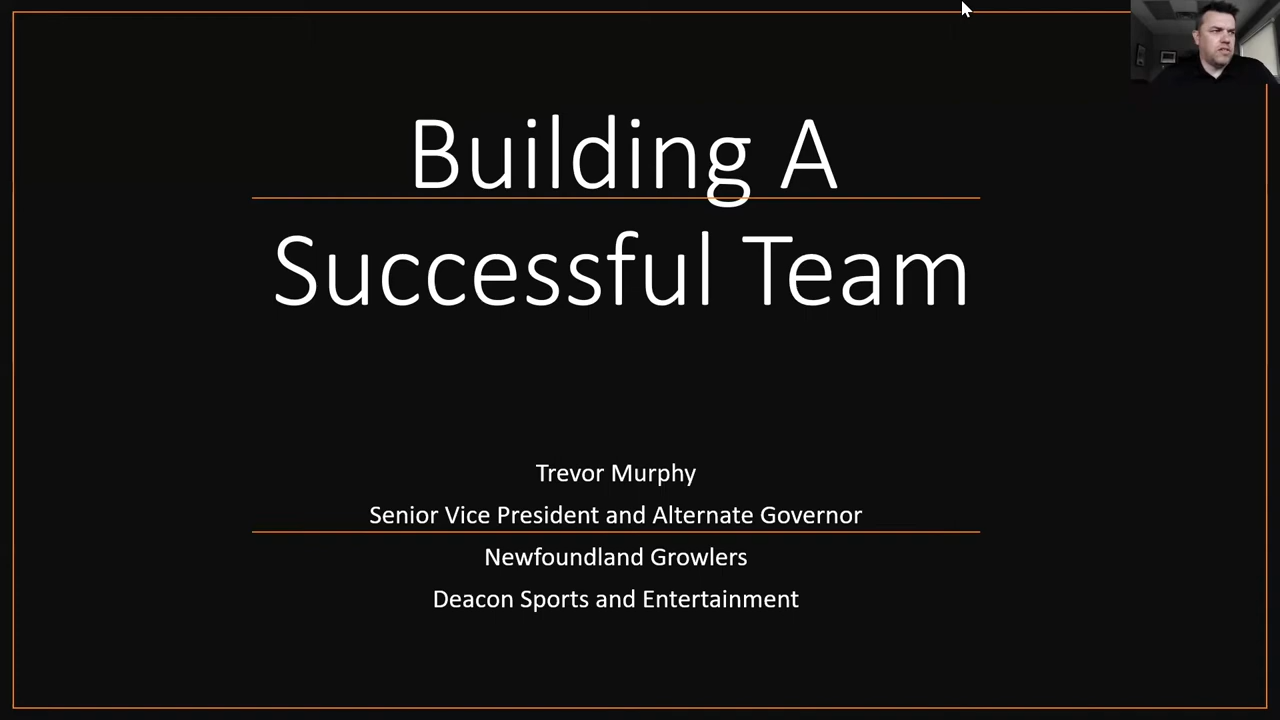 Building A
Successful Team
Trevor Murphy
Senior Vice President and Alternate Governor
Newfoundland Growlers
Deacon Sports and Entertainment